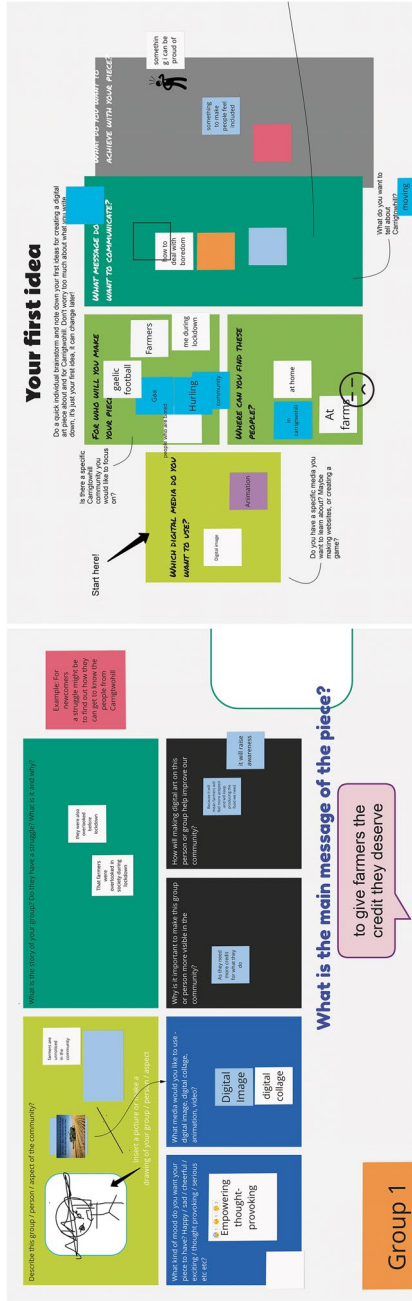 Your first idea
Do a quick individual brainstorm and note down your first ideas for creating a digital
art piece about and for Carrigtwohill. Don't worry too much about what you write
down, it's just your first idea, it can change later!
Start here!
WHICH DIGITAL MEDIA DO YOU
WANT TO USE?
Digital image
Animation
Do you have a specific media you
want to learn about? Maybe
making websites, or creating a
game?
Is there a specific
Carrigtwohill
community you
would like to focus
on?
FOR WHO WILL YOU MAKE
YOUR PIECE
gaelic
football
Farmers
me during
lockdown
Gaa
Hurling
community
people who are bored
WHERE CAN YOU FIND THESE
PEOPLE?
at home
in
carrigtwohill
At
farms
WHAT MESSAGE DO
WANT TO COMMUNICATE?
how to
deal with
boredom
What do you want to
tell about
Carrigtwohill?
moving
WHAT DO YOU WANT TO
ACHIEVE WITH YOUR PIECE?
somethin
g i can be
proud of
something
to make
people feel
included
Describe this group / person / aspect of the community?
farmers are
unnoticed
in the
community
Insert a picture or make a
drawing of your group / person / aspect
What is the story of your group? Do they have a struggle? What is it and why?
That farmers
were
overlooked in
society during
lockdown
they were also
overlooked
before
lockdown
Example: For
newcomers
a struggle might be
to find out how they
can get to know the
people from
Carrigtwohill
What kind of mood do you want your
piece to have? Happy / sad / cheerful /
exciting / thought provoking / serious
etc etc?
Empowering
thought-
provoking
What media would you like to use -
digital image, digital collage,
animation, video?
Digital
Image
digital
collage
Why is it important to make this group
or person more visible in the
community?
As they need
more credit
for what they
do
How will making digital art on this
person or group help improve our
community?
it will raise
awareness
What is the main message of the piece?
to give farmers the
credit they deserve
Group 1